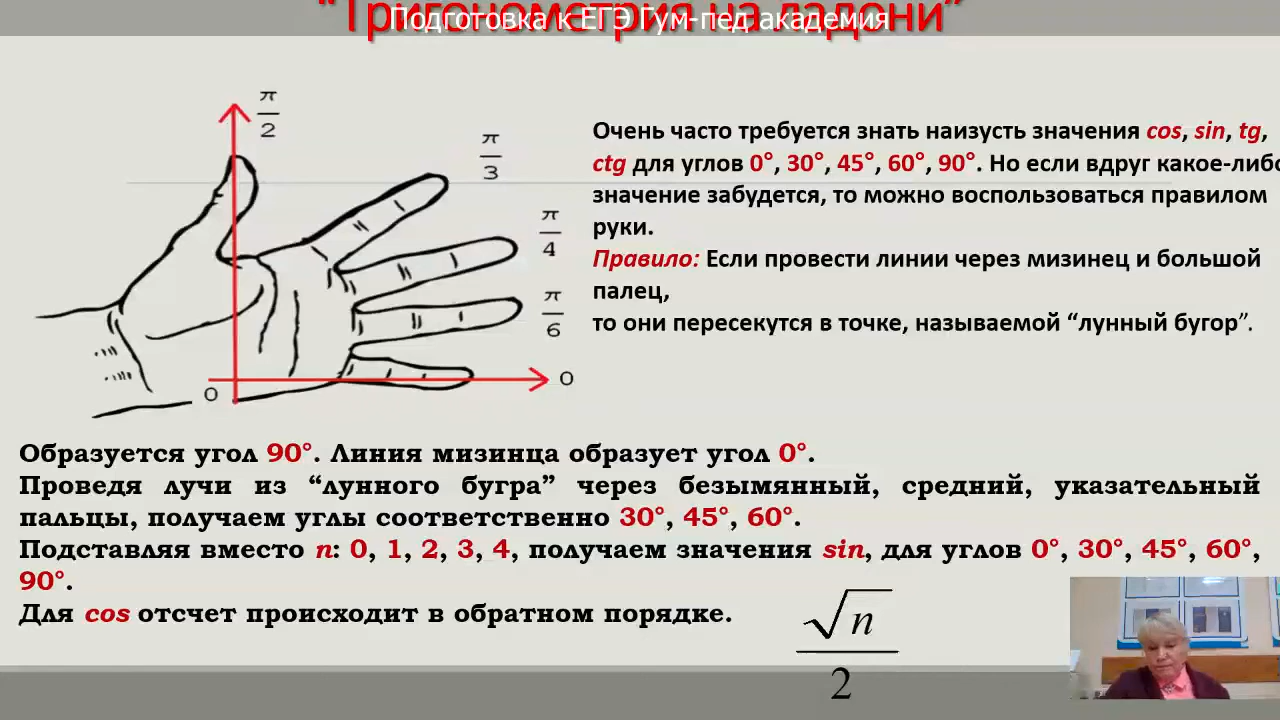 “Тригонометрия на ладони”
Подготовка к ЕГЭ Гум-пед академия
π
2
π
3
π
4
π
6
0
0
Очень часто требуется знать наизусть значения cos, sin, tg,
ctg для углов 0°, 30°, 45°, 60°, 90°. Но если вдруг какое-либо
значение забудется, то можно воспользоваться правилом
руки.
Правило: Если провести линии через мизинец и большой
палец,
то они пересекутся в точке, называемой “лунный бугор”.
Образуется угол 90°. Линия мизинца образует угол 0°.
Проведя лучи из “лунного бугра” через безымянный, средний, указательный
пальцы, получаем углы соответственно 30°, 45°, 60°.
Подставляя вместо n: 0, 1, 2, 3, 4, получаем значения sin, для углов 0°, 30°, 45°, 60°,
90°.
Для cos отсчет происходит в обратном порядке.
√n
2